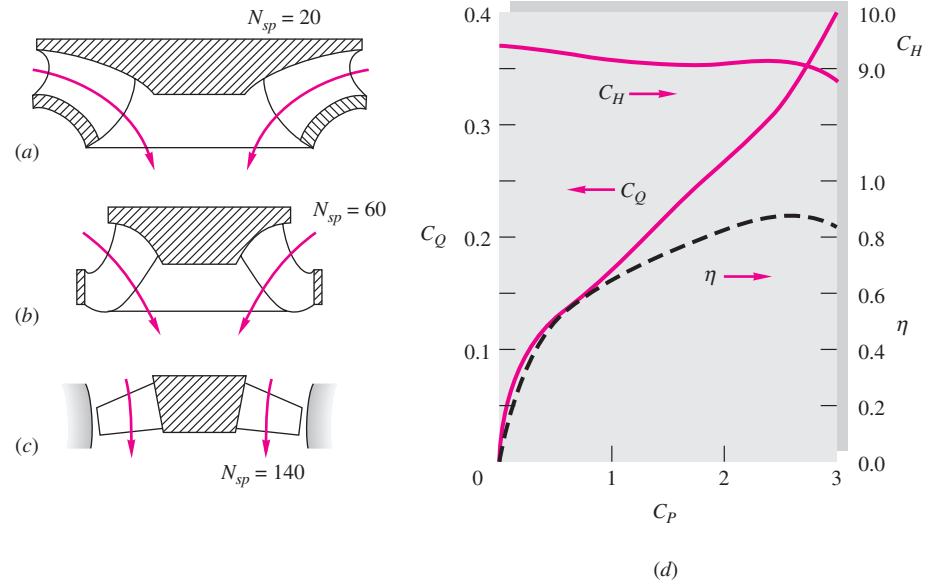 N_sp = 20
(a)
N_sp = 60
(b)
(c)
N_sp = 140
0.4
0.3
0.2
0.1
0
C_Q
10.0
C_H
9.0
1.0
0.8
0.6
η
0.4
0.2
0.0
C_H
C_Q
η
1
2
3
C_P
(d)